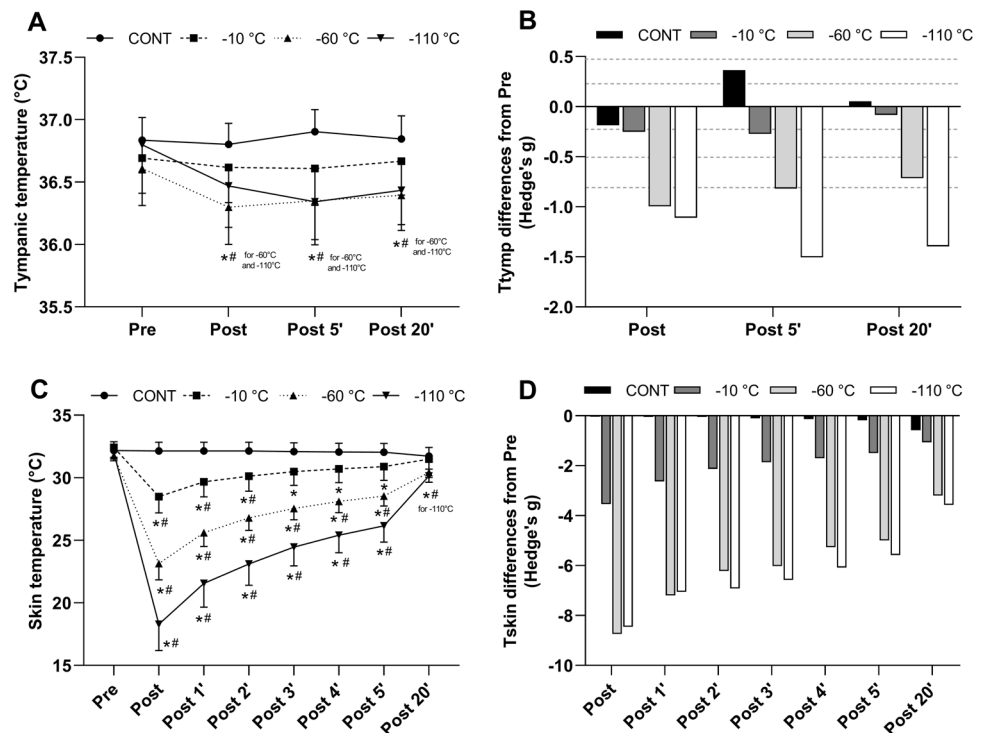 A
CONT -10 °C -60 °C -110 °C
Tympanic temperature (°C)
37.5
37.0
36.5
36.0
35.5
*# for -60°C
and -110°C
*# for -60°C
and -110°C
*# for -60°C
and -110°C
Pre Post Post 5' Post 20'
B
CONT -10 °C -60 °C -110 °C
Ttymp differences from Pre
(Hedge's g)
0.5
0.0
-0.5
-1.0
-1.5
-2.0
Post Post 5' Post 20'
C
CONT -10 °C -60 °C -110 °C
Skin temperature (°C)
35
30
25
20
15
*# *# *# * * * *#
for -110°C
*# *# *# *# *# *#
*# *# *# *# *# *#
Pre Post Post 1' Post 2' Post 3' Post 4' Post 5' Post 20'
D
CONT -10 °C -60 °C -110 °C
Tskin differences from Pre
(Hedge's g)
0
-2
-4
-6
-8
-10
Post Post 1' Post 2' Post 3' Post 4' Post 5' Post 20'